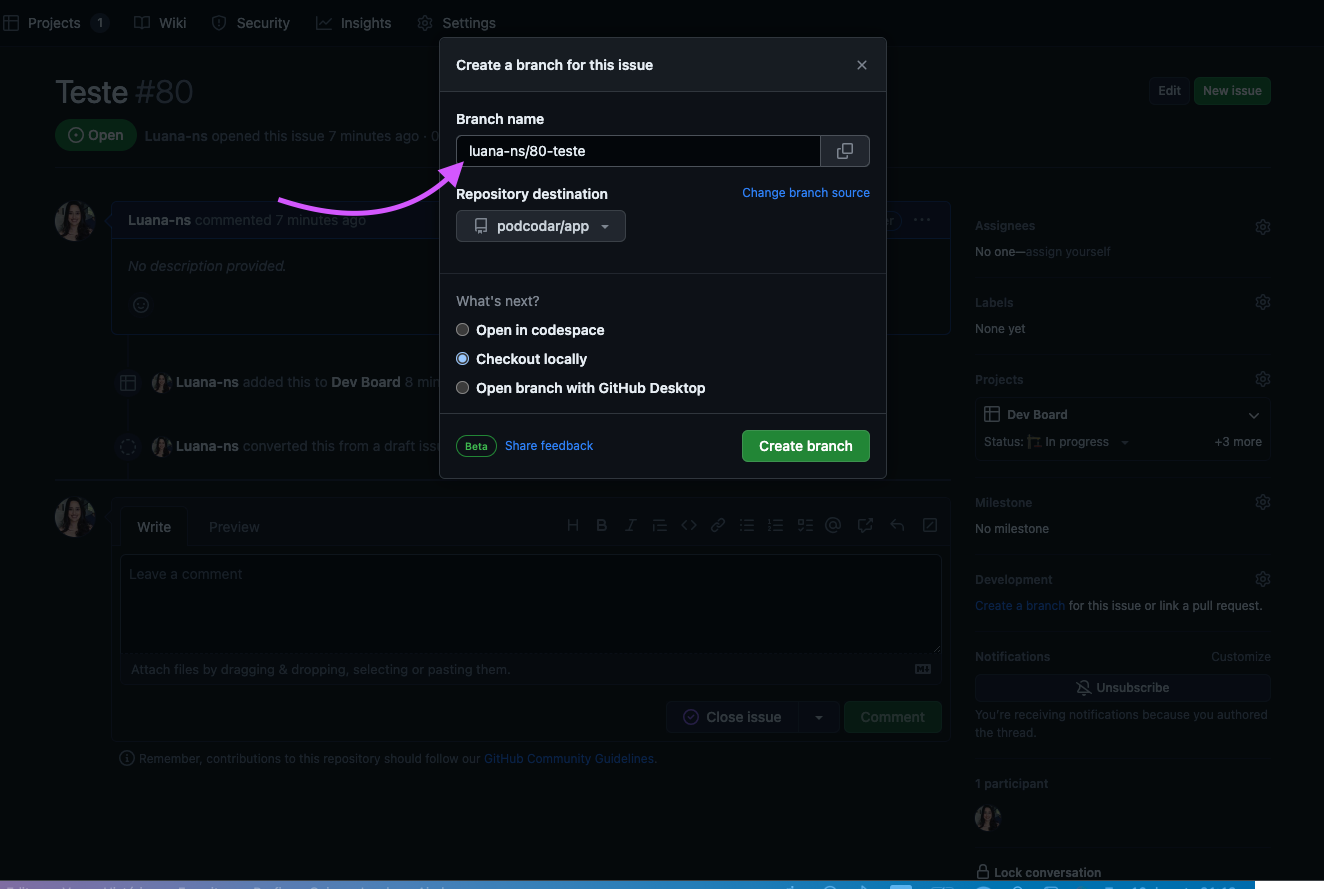 Projects 1 Wiki Security Insights Settings
Create a branch for this issue
Teste #80
Edit New issue
Branch name
Open Luana-ns opened this issue 7 minutes ago · 0
luana-ns/80-teste
Repository destination Change branch source
podcodar/app
Luana-ns commented 7 minutes ago
Assignees
No one—assign yourself
No description provided.
What's next?
Labels
None yet
Open in codespace
Checkout locally
Open branch with GitHub Desktop
Luana-ns added this to Dev Board 8 min
Projects
Dev Board
Status: In progress +3 more
Luana-ns converted this from a draft issu
Beta Share feedback Create branch
Milestone
No milestone
Write Preview
Leave a comment
Development
Create a branch for this issue or link a pull request.
Attach files by dragging & dropping, selecting or pasting them.
Notifications Customize
Unsubscribe
You're receiving notifications because you authored
the thread.
Close issue Comment
Remember, contributions to this repository should follow our GitHub Community Guidelines.
1 participant
Lock conversation